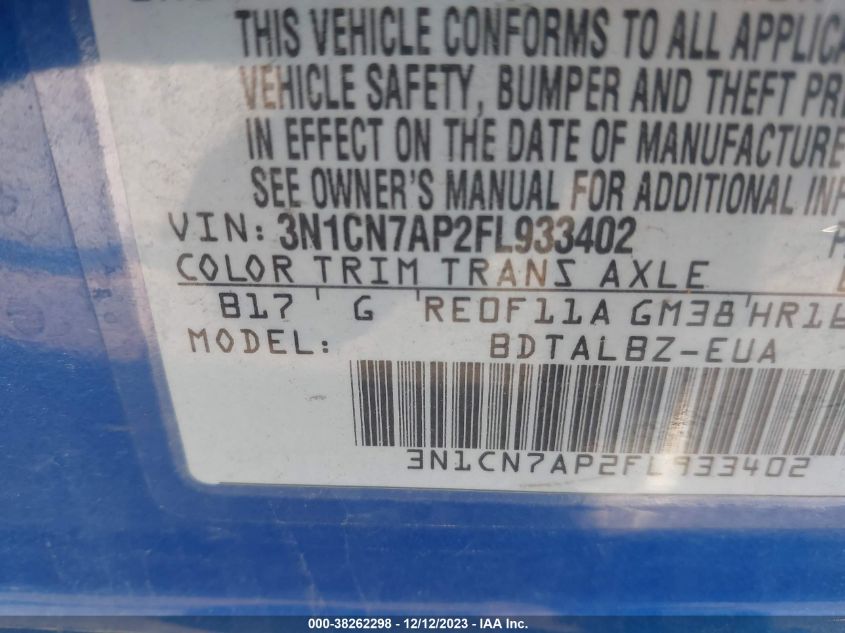 THIS VEHICLE CONFORMS TO ALL APPLICA
VEHICLE SAFETY, BUMPER AND THEFT PRE
IN EFFECT ON THE DATE OF MANUFACTURE
SEE OWNER'S MANUAL FOR ADDITIONAL INF
VIN: 3N1CN7AP2FL933402
COLOR TRIM TRANS AXLE
B17 G RE0F11A GM38 HR16
MODEL: BDTALBZ-EUA
3N1CN7AP2FL933402
000-38262298 - 12/12/2023 - IAA Inc.